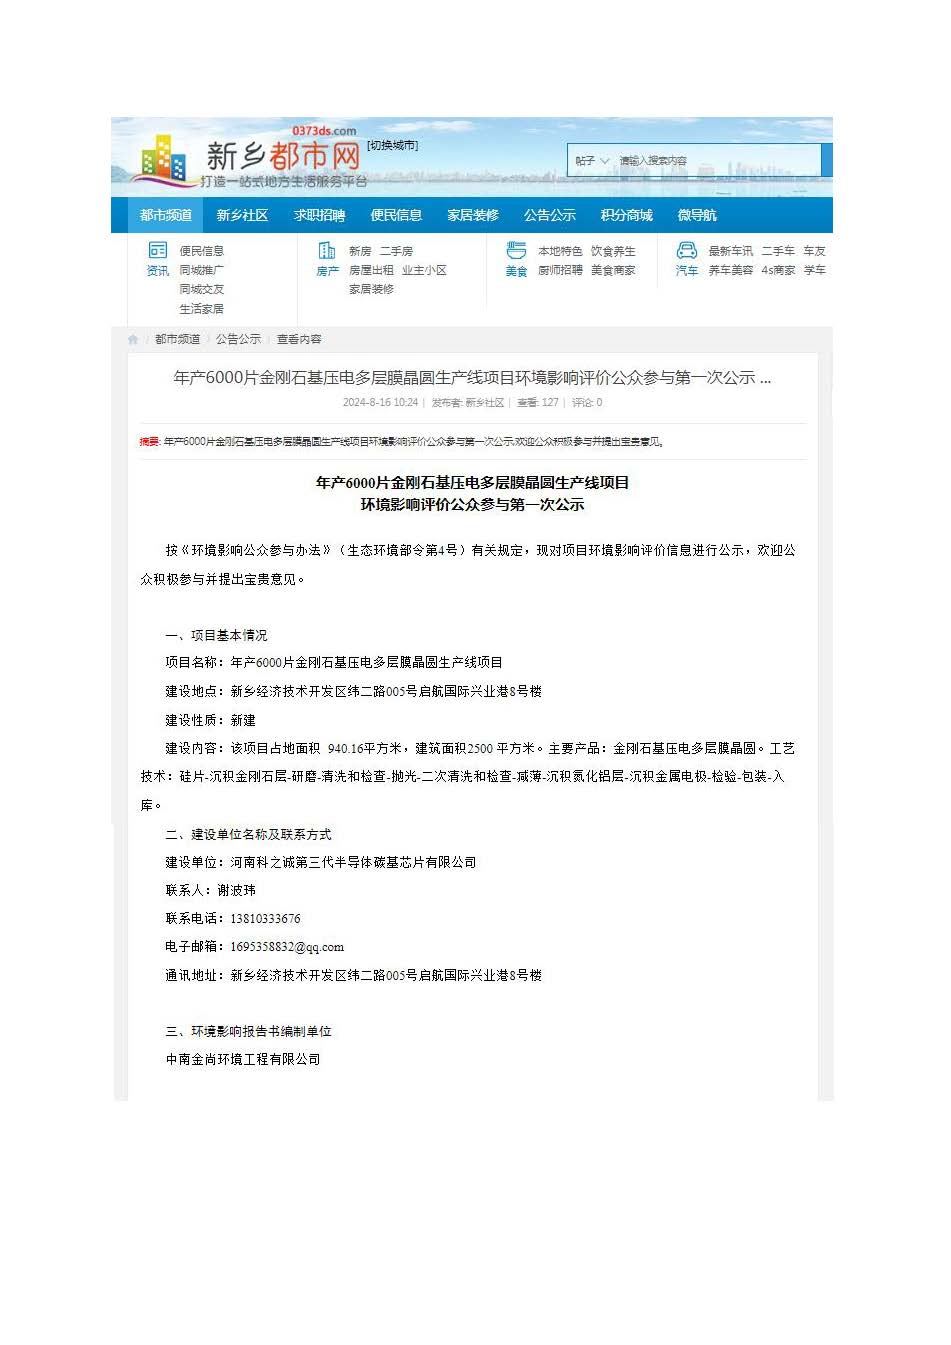 0373ds.com
新乡都市网 [切换城市]
打造一站式地方生活服务平台
帖子 请输入搜索内容
都市频道 新乡社区 求职招聘 便民信息 家居装修 公告公示 积分商城 微导航
资讯 便民信息
同城推广
同城交友
生活家居
房产 新房 二手房
房屋出租 业主小区
家居装修
美食 本地特色 饮食养生
厨师招聘 美食商家
汽车 最新车讯 二手车 车友
养车美容 4s商家 学车
都市频道 / 公告公示 / 查看内容
年产6000片金刚石基压电多层膜晶圆生产线项目环境影响评价公众参与第一次公示 ...
2024-8-16 10:24 | 发布者: 新乡社区 | 查看: 127 | 评论: 0
摘要: 年产6000片金刚石基压电多层膜晶圆生产线项目环境影响评价公众参与第一次公示,欢迎公众积极参与并提出宝贵意见。
年产6000片金刚石基压电多层膜晶圆生产线项目
环境影响评价公众参与第一次公示
按《环境影响公众参与办法》（生态环境部令第4号）有关规定，现对项目环境影响评价信息进行公示，欢迎公
众积极参与并提出宝贵意见。
一、项目基本情况
项目名称：年产6000片金刚石基压电多层膜晶圆生产线项目
建设地点：新乡经济技术开发区纬二路005号启航国际兴业港8号楼
建设性质：新建
建设内容：该项目占地面积 940.16平方米，建筑面积2500 平方米。主要产品：金刚石基压电多层膜晶圆。工艺
技术：硅片-沉积金刚石层-研磨-清洗和检查-抛光-二次清洗和检查-减薄-沉积氮化铝层-沉积金属电极-检验-包装-入
库。
二、建设单位名称及联系方式
建设单位：河南科之诚第三代半导体碳基芯片有限公司
联系人：谢波玮
联系电话：13810333676
电子邮箱：1695358832@qq.com
通讯地址：新乡经济技术开发区纬二路005号启航国际兴业港8号楼
三、环境影响报告书编制单位
中南金尚环境工程有限公司